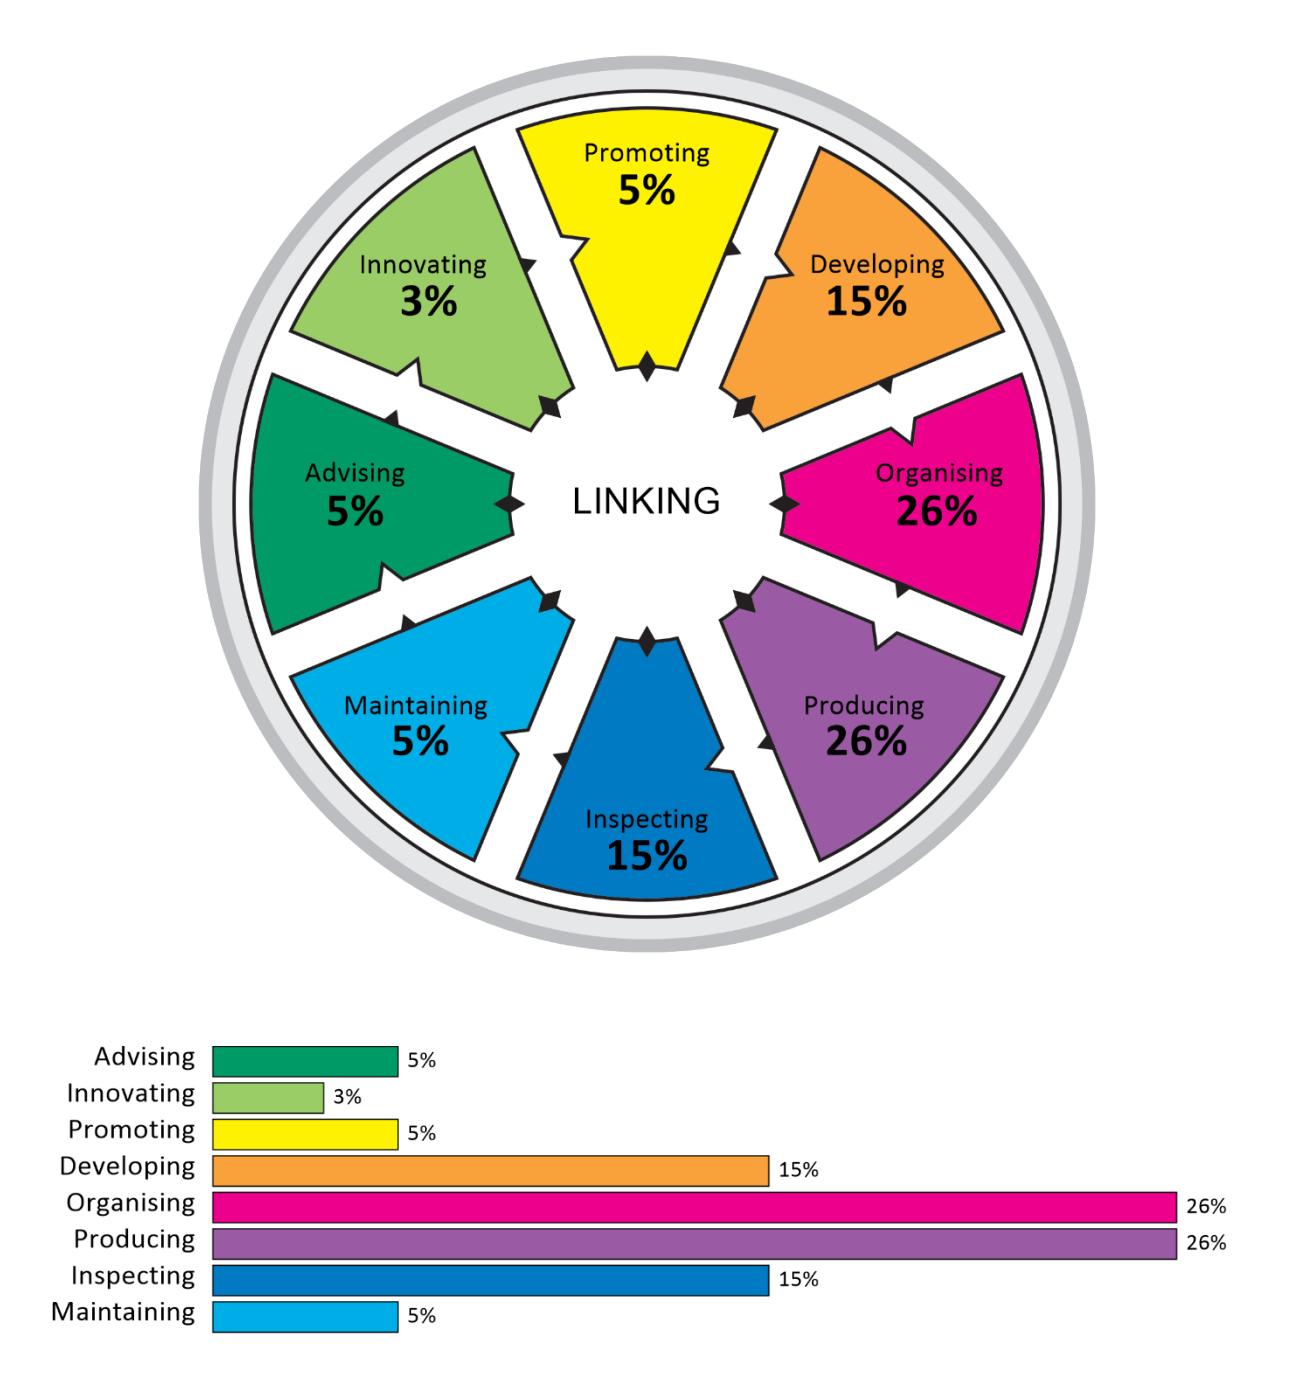 Promoting
5%
Innovating
3%
Developing
15%
Advising
5%
LINKING
Organising
26%
Maintaining
5%
Producing
26%
Inspecting
15%
Advising 5%
Innovating 3%
Promoting 5%
Developing 15%
Organising 26%
Producing 26%
Inspecting 15%
Maintaining 5%